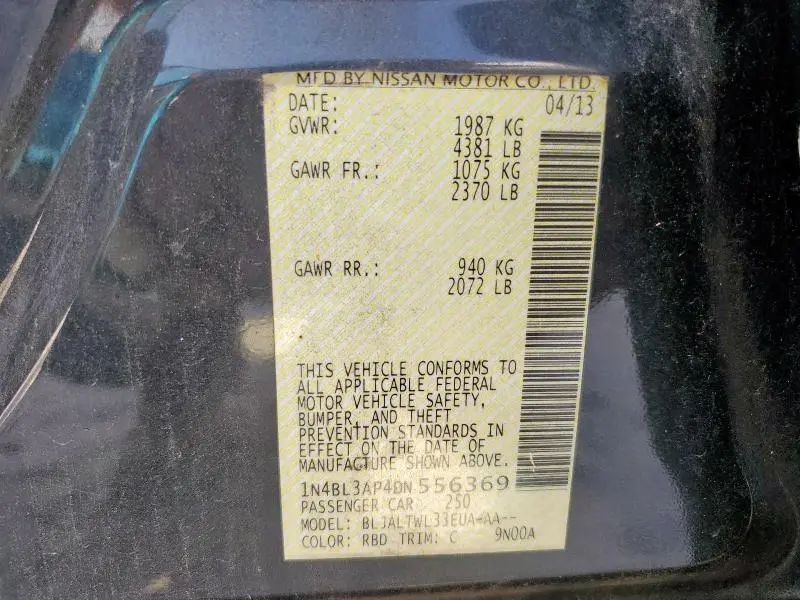 MFD BY NISSAN MOTOR CO., LTD.
DATE: 04/13
GVWR: 1987 KG
4381 LB
GAWR FR.: 1075 KG
2370 LB
GAWR RR.: 940 KG
2072 LB
THIS VEHICLE CONFORMS TO
ALL APPLICABLE FEDERAL
MOTOR VEHICLE SAFETY,
BUMPER, AND THEFT
PREVENTION STANDARDS IN
EFFECT ON THE DATE OF
MANUFACTURE SHOWN ABOVE.
1N4BL3AP4DN 556369
PASSENGER CAR 250
MODEL: BLJALTWL33EUA-AA--
COLOR: RBD TRIM: C 9N00A